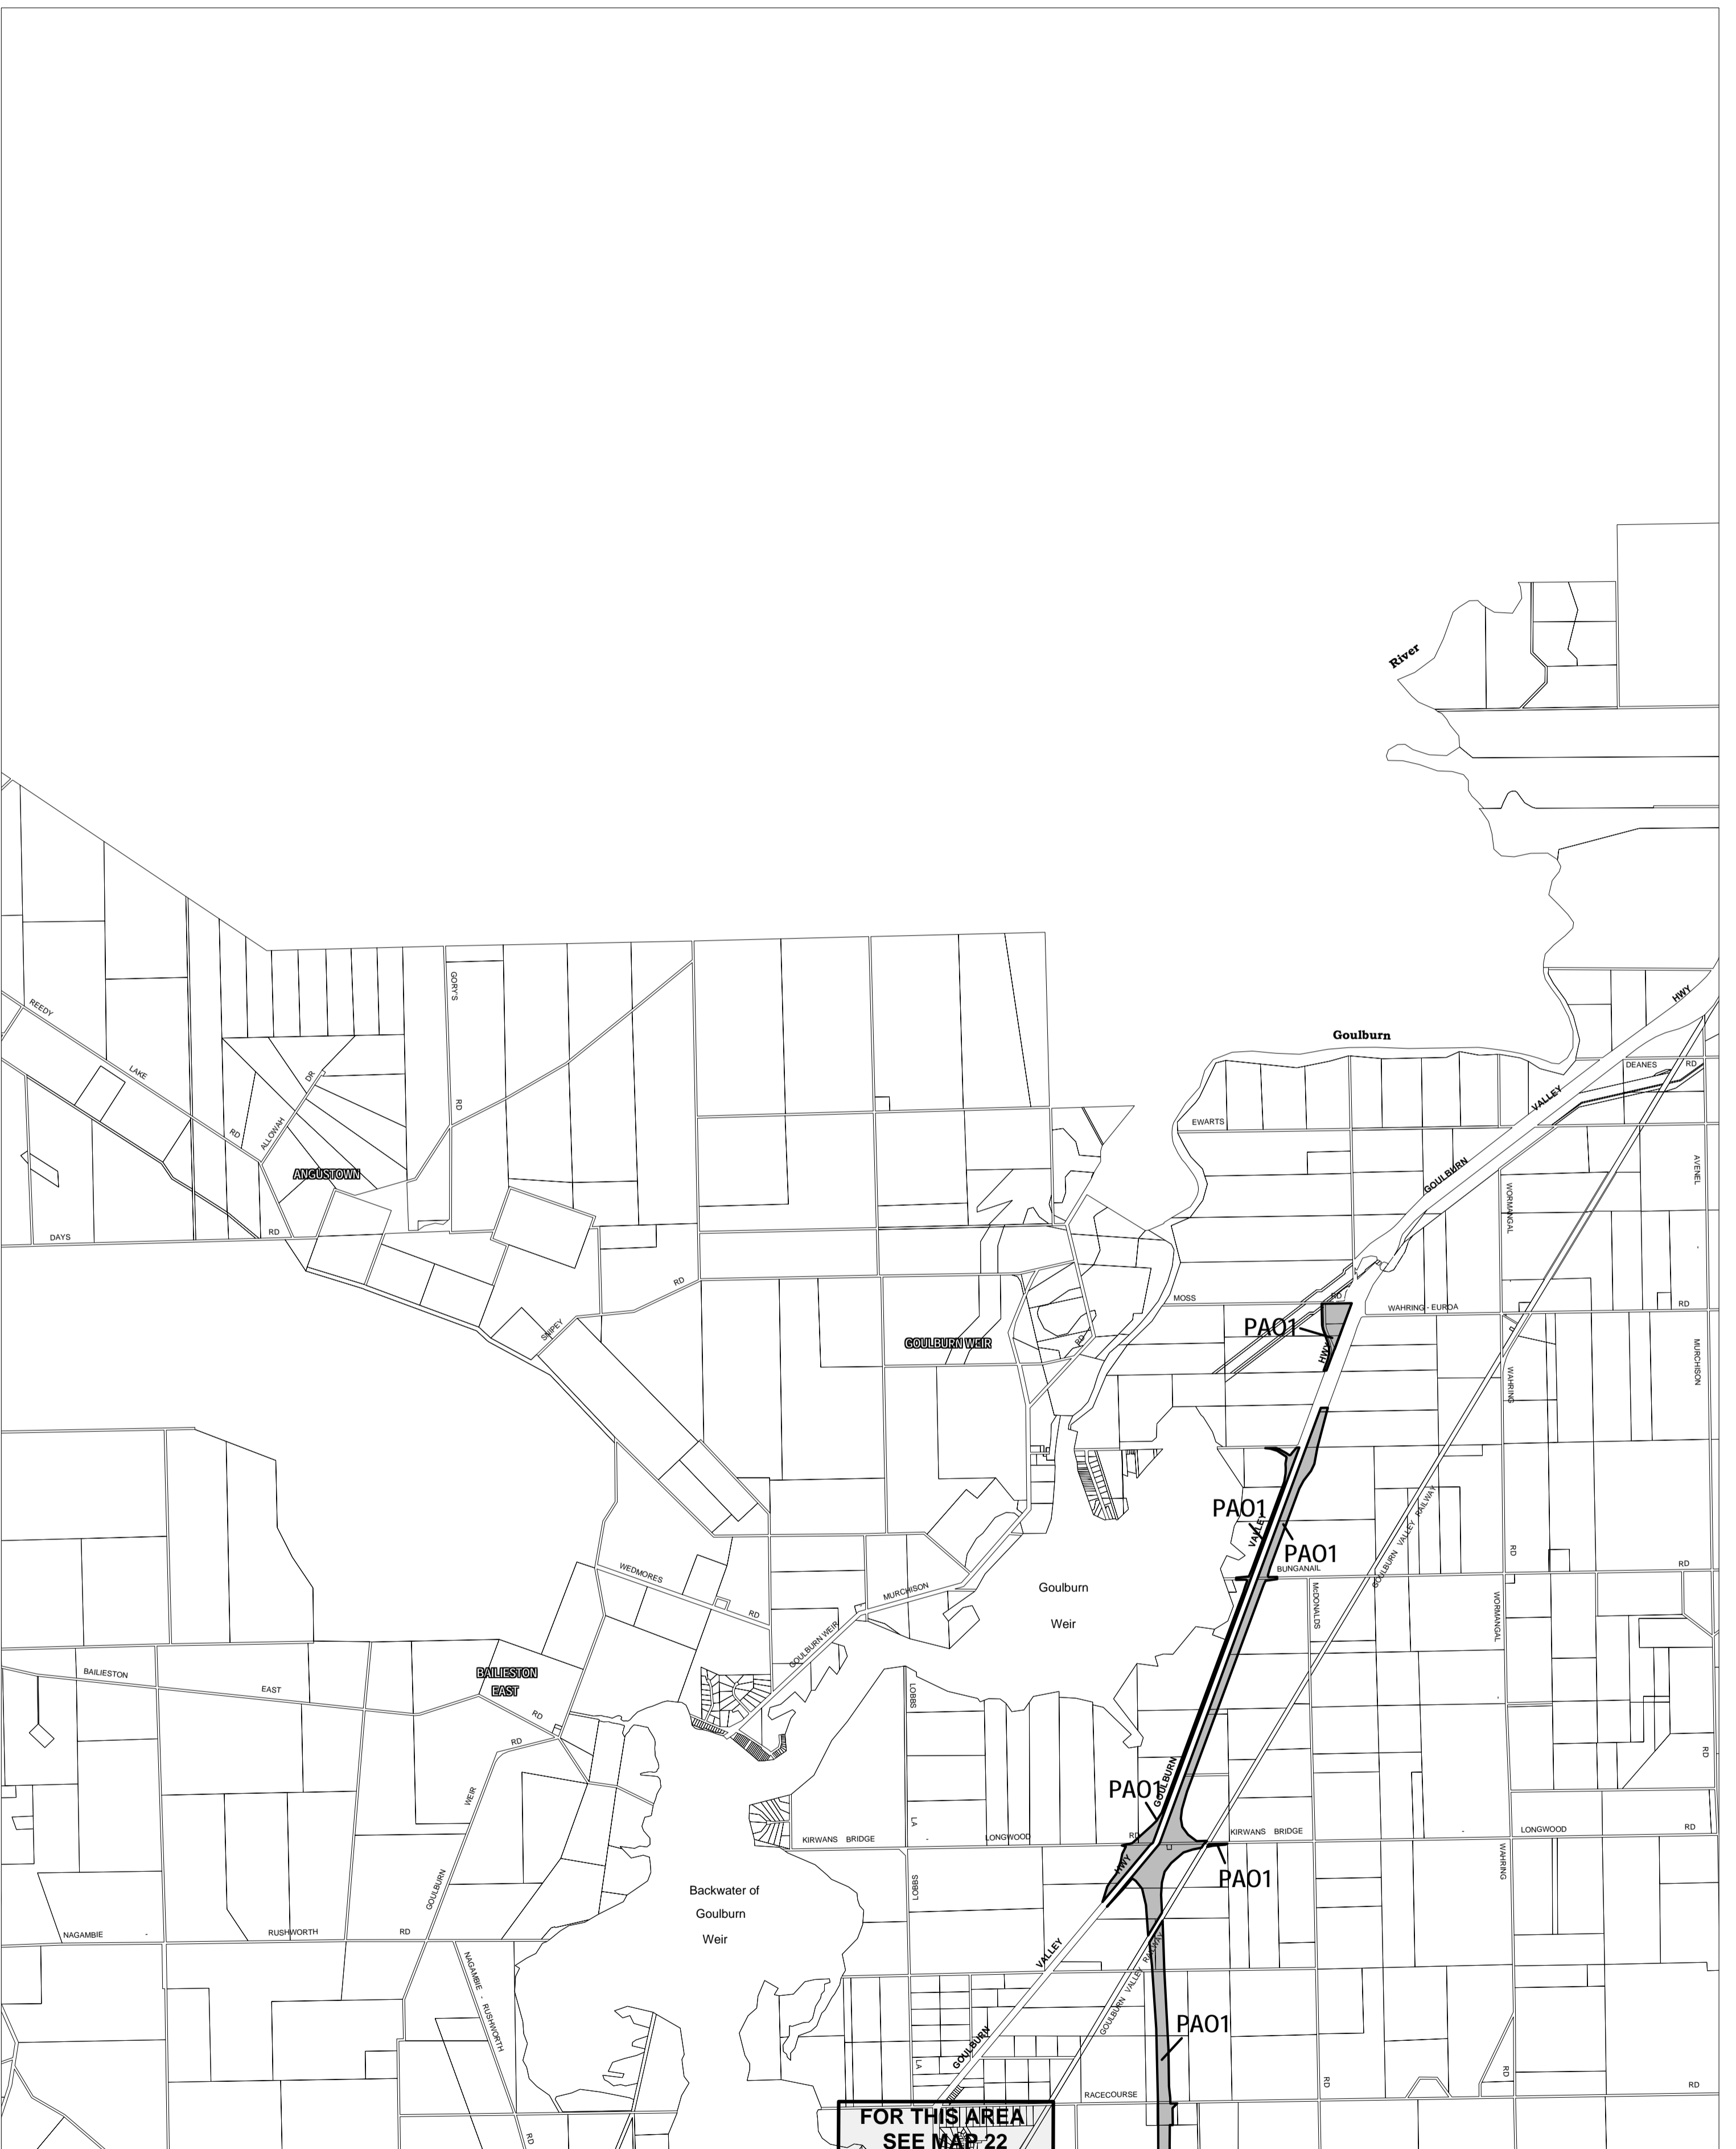 River
HWY
Goulburn
DEANES RD
VALLEY
GORY'S
RD
REEDY
LAKE
RD
DR
ALLOWAH
ANGUSTOWN
EWARTS
GOULBURN
AVENEL
WORMANGAL
-
DAYS RD
RD
SNIPEY
MOSS RD
WAHRING - EUROA RD
PAO1
HWY
GOULBURN WEIR
RD
MURCHISON
WAHRING
PAO1
VALLEY
PAO1
GOULBURN VALLEY RAILWAY
RD
BUNGANAIL RD
WEDMORES
RD
MURCHISON
-
GOULBURN WEIR
Goulburn
Weir
McDONALDS
WORMANGAL
-
BAILIESTON
EAST
RD
BAILIESTON
EAST
RD
WEIR
GOULBURN
LOBBS
LA
GOULBURN
PAO1
RD
KIRWANS BRIDGE - LONGWOOD RD
KIRWANS BRIDGE - LONGWOOD RD
HWY
PAO1
WAHRING
LOBBS
Backwater of
Goulburn
Weir
NAGAMBIE - RUSHWORTH RD
NAGAMBIE - RUSHWORTH
RD
VALLEY
GOULBURN VALLEY RAILWAY
PAO1
GOULBURN
LA
RACECOURSE
RD
RD
RD
FOR THIS AREA
SEE MAP 22